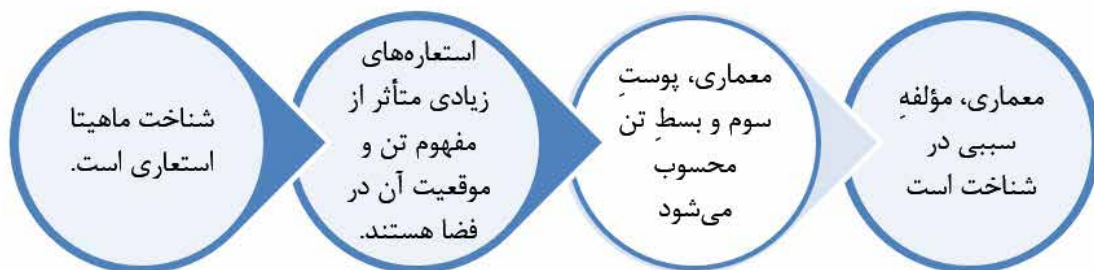 شناخت ماهیتا
استعاری است.
استعاره‌های
زیادی متأثر از
مفهوم تن و
موقعیت آن در
فضا هستند.
معماری، پوستِ
سوم و بسطِ تن
محسوب
می‌شود
معماری، مؤلفهِ
سببی در
شناخت است